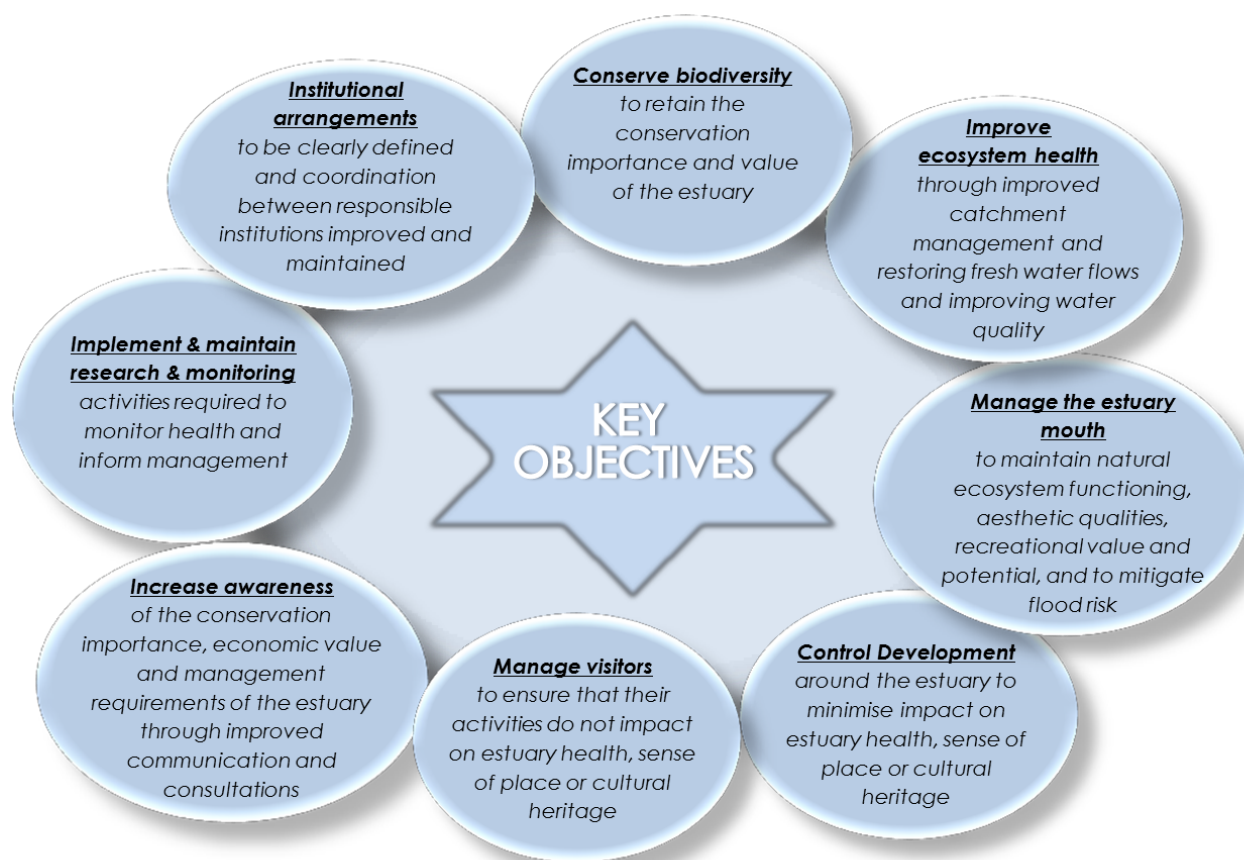 Conserve biodiversity
to retain the
conservation
importance and value
of the estuary
Improve
ecosystem health
through improved
catchment
management and
restoring fresh water flows
and improving water
quality
Manage the estuary
mouth
to maintain natural
ecosystem functioning,
aesthetic qualities,
recreational value and
potential, and to mitigate
flood risk
Control Development
around the estuary to
minimise impact on
estuary health, sense of
place or cultural
heritage
Manage visitors
to ensure that their
activities do not impact
on estuary health, sense
of place or cultural
heritage
Increase awareness
of the conservation
importance, economic value
and management
requirements of the estuary
through improved
communication and
consultations
Implement & maintain
research & monitoring
activities required to
monitor health and
inform management
Institutional
arrangements
to be clearly defined
and coordination
between responsible
institutions improved and
maintained
KEY
OBJECTIVES